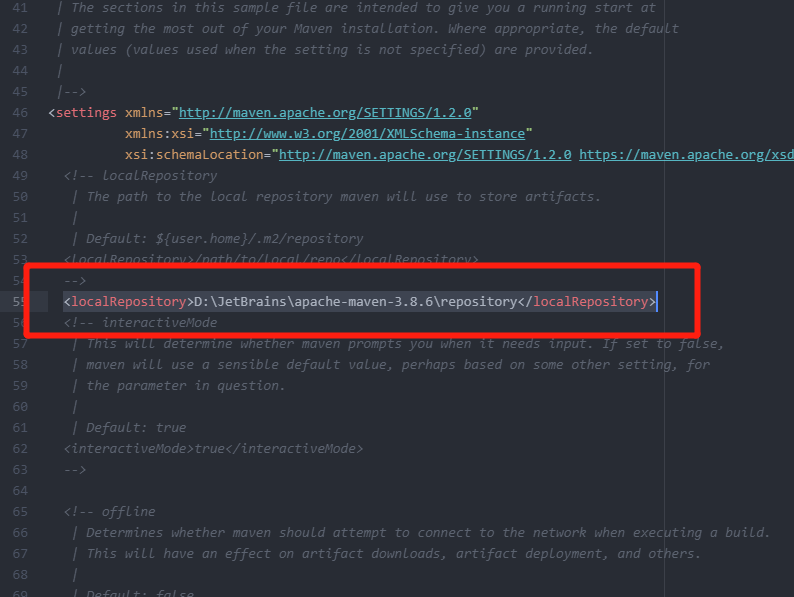 41 | The sections in this sample file are intended to give you a running start at
42 | getting the most out of your Maven installation. Where appropriate, the default
43 | values (values used when the setting is not specified) are provided.
44 |
45 |-->
46 <settings xmlns="http://maven.apache.org/SETTINGS/1.2.0"
47 xmlns:xsi="http://www.w3.org/2001/XMLSchema-instance"
48 xsi:schemaLocation="http://maven.apache.org/SETTINGS/1.2.0 https://maven.apache.org/xsd
49 <!-- localRepository
50 | The path to the local repository maven will use to store artifacts.
51 |
52 | Default: ${user.home}/.m2/repository
53 <localRepository>/path/to/local/repo</localRepository>
54 -->
55 <localRepository>D:\JetBrains\apache-maven-3.8.6\repository</localRepository>
56 <!-- interactiveMode
57 | This will determine whether maven prompts you when it needs input. If set to false,
58 | maven will use a sensible default value, perhaps based on some other setting, for
59 | the parameter in question.
60 |
61 | Default: true
62 <interactiveMode>true</interactiveMode>
63 -->
64
65 <!-- offline
66 | Determines whether maven should attempt to connect to the network when executing a build.
67 | This will have an effect on artifact downloads, artifact deployment, and others.
68 |
69 | Default: false